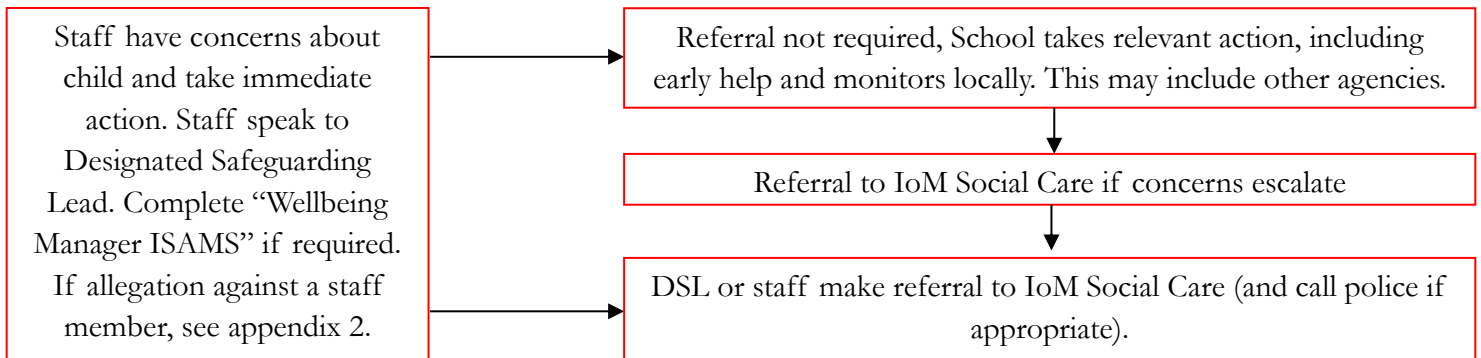 Staff have concerns about
child and take immediate
action. Staff speak to
Designated Safeguarding
Lead. Complete “Wellbeing
Manager ISAMS” if required.
If allegation against a staff
member, see appendix 2.
Referral not required, School takes relevant action, including
early help and monitors locally. This may include other agencies.
Referral to IoM Social Care if concerns escalate
DSL or staff make referral to IoM Social Care (and call police if
appropriate).